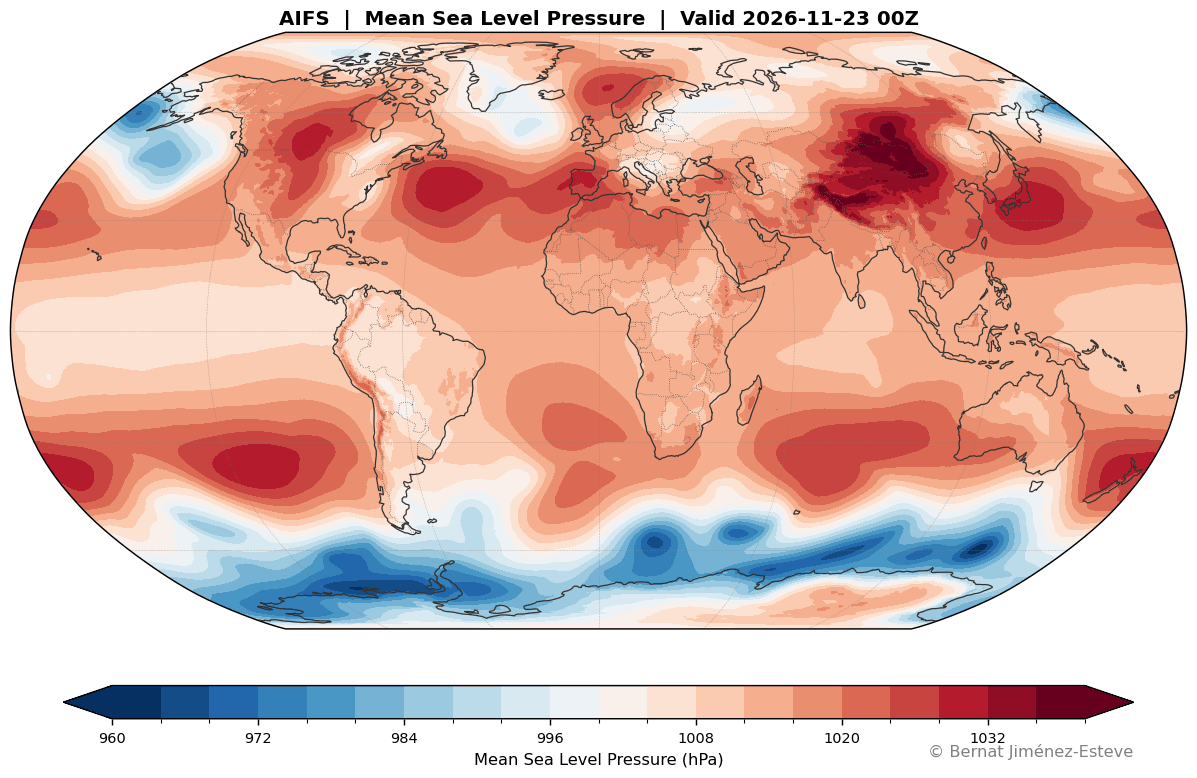 AIFS | Mean Sea Level Pressure | Valid 2026-11-23 00Z
960 972 984 996 1008 1020 1032
Mean Sea Level Pressure (hPa)
© Bernat Jiménez-Esteve